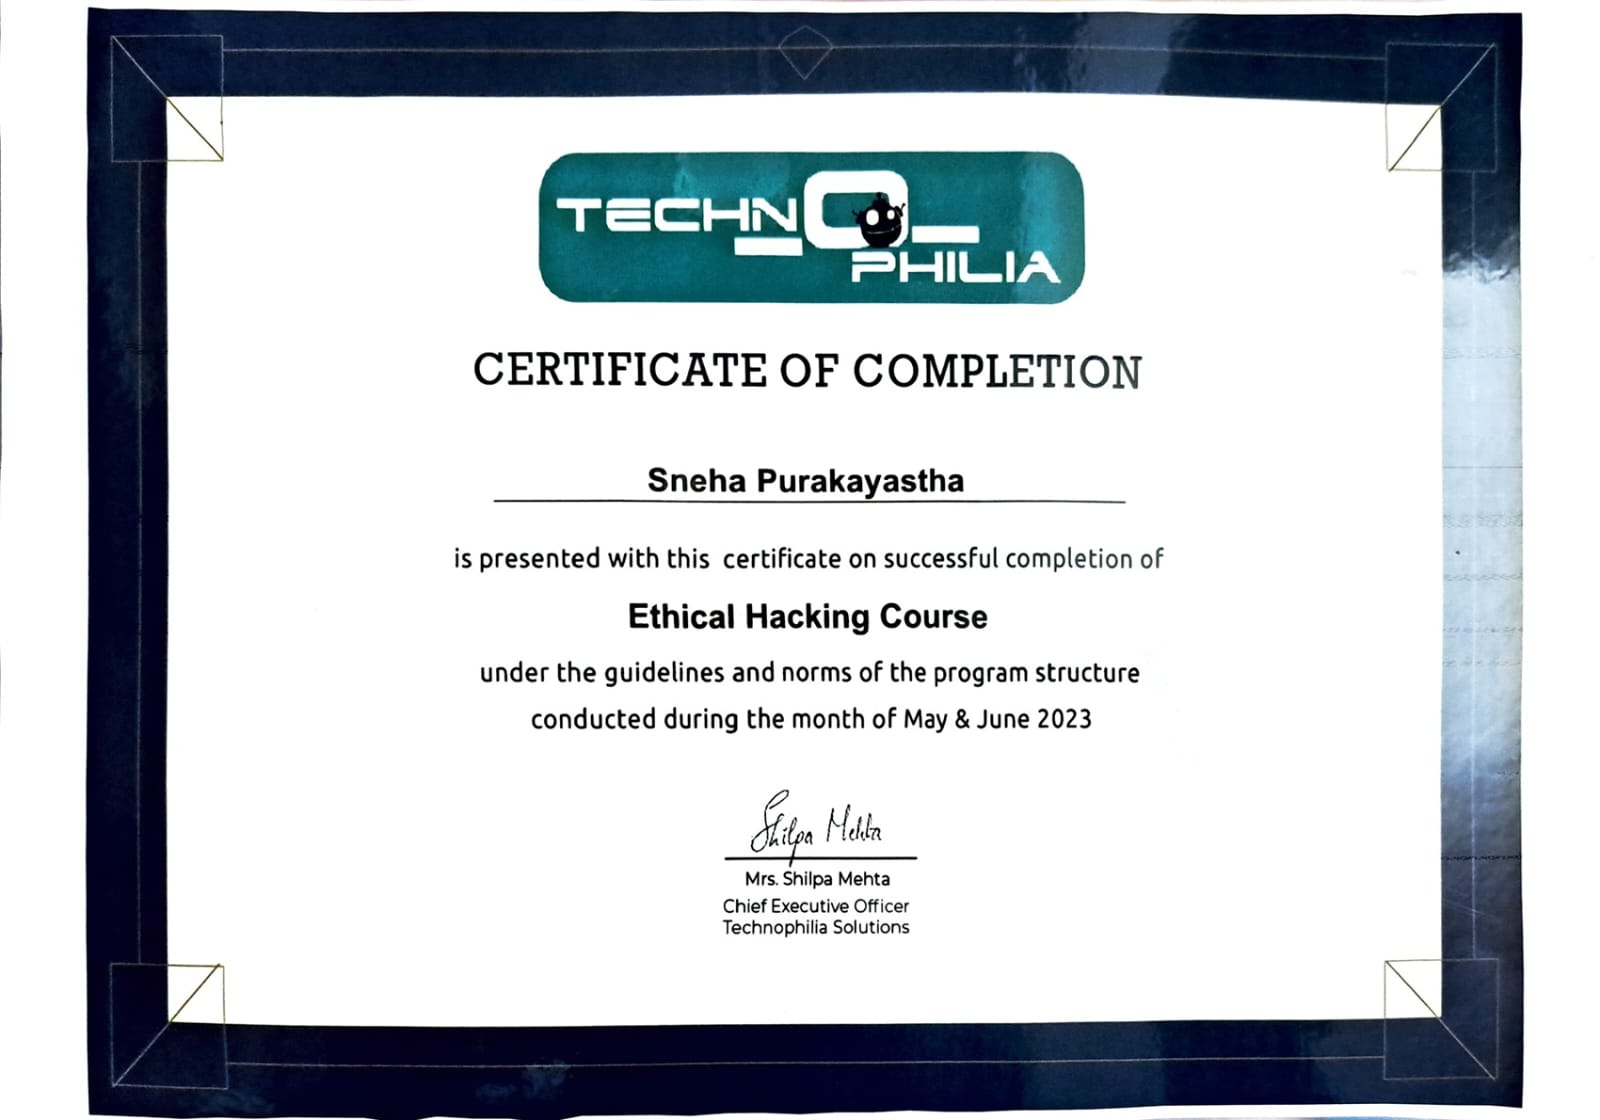 TECHNO_
PHILIA
CERTIFICATE OF COMPLETION
Sneha Purakayastha
is presented with this certificate on successful completion of
Ethical Hacking Course
under the guidelines and norms of the program structure
conducted during the month of May & June 2023
Shilpa Mehta
Mrs. Shilpa Mehta
Chief Executive Officer
Technophilia Solutions